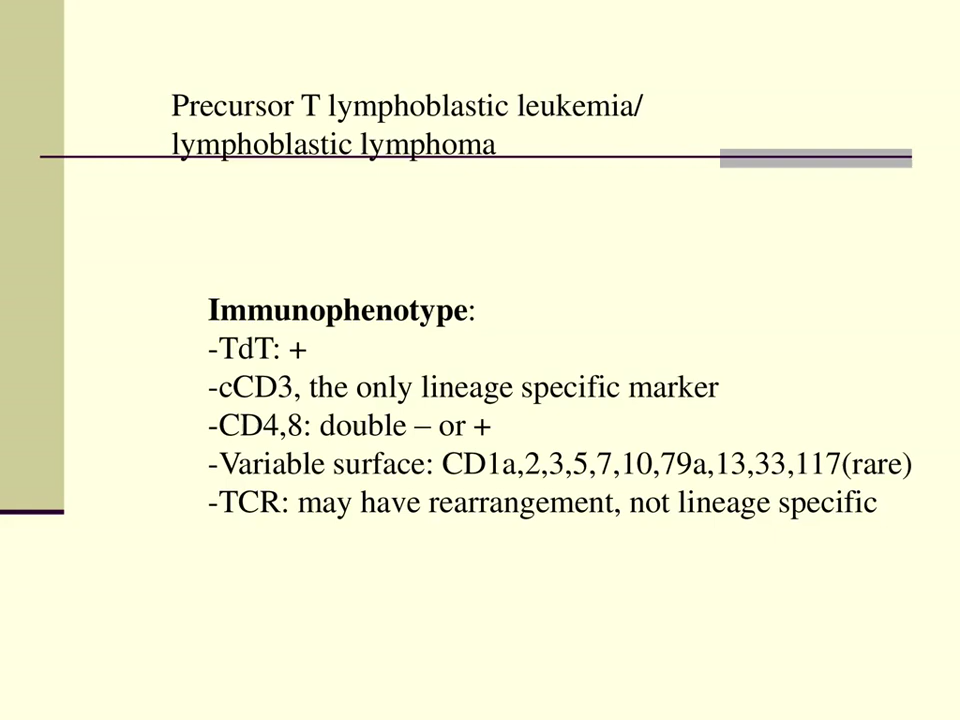 Precursor T lymphoblastic leukemia/
lymphoblastic lymphoma
Immunophenotype:
-TdT: +
-cCD3, the only lineage specific marker
-CD4,8: double – or +
-Variable surface: CD1a,2,3,5,7,10,79a,13,33,117(rare)
-TCR: may have rearrangement, not lineage specific